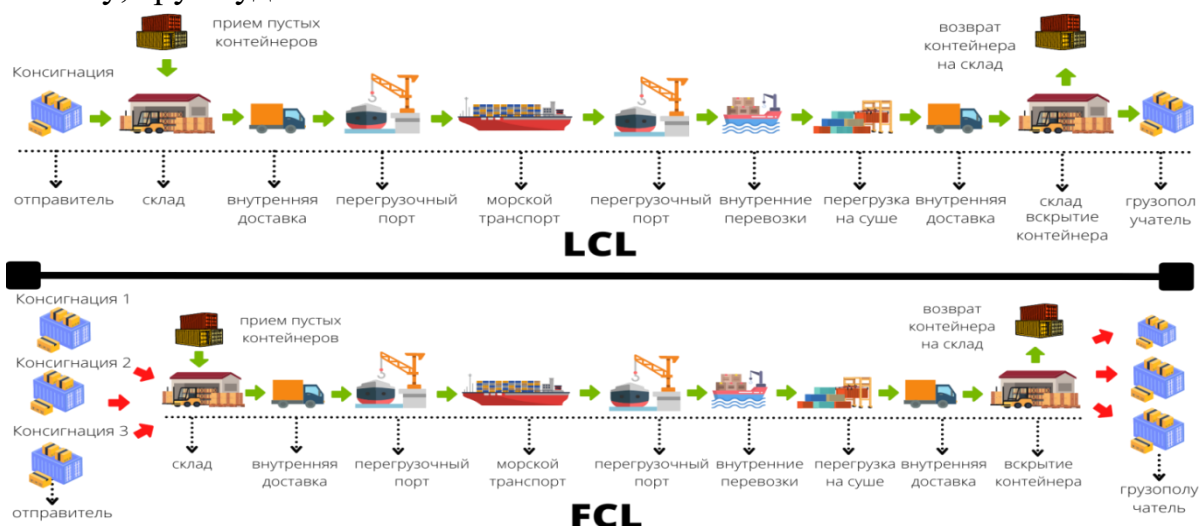 прием пустых
контейнеров
возврат
контейнера
на склад
Консигнация
отправитель
склад
внутренняя
доставка
перегрузочный
порт
морской
транспорт
перегрузочный
порт
внутренние
перевозки
перегрузка
на суше
внутренняя
доставка
склад
вскрытие
контейнера
грузопол
учатель
LCL
Консигнация 1
прием пустых
контейнеров
возврат
контейнера
на склад
Консигнация 2
Консигнация 3
отправитель
склад
внутренняя
доставка
перегрузочный
порт
морской
транспорт
перегрузочный
порт
внутренние
перевозки
перегрузка
на суше
внутренняя
доставка
вскрытие
контейнера
грузополу
чатель
FCL